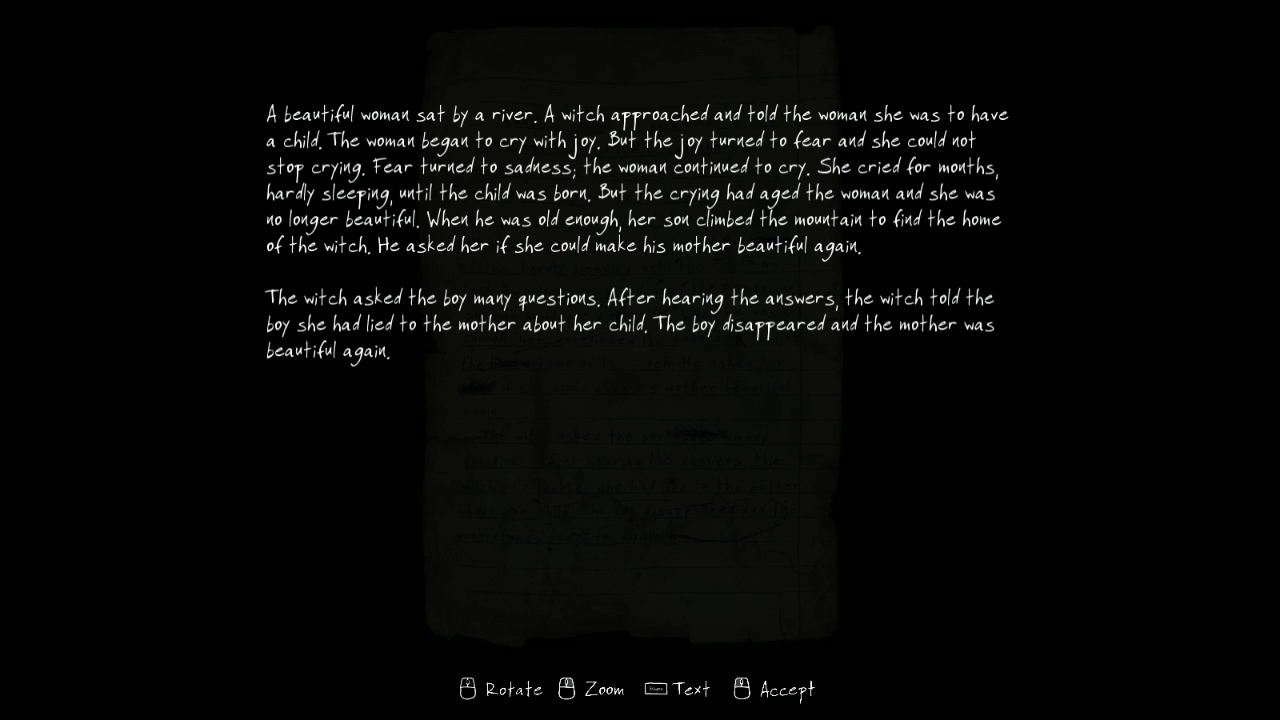 A beautiful woman sat by a river. A witch approached and told the woman she was to have
a child. The woman began to cry with joy. But the joy turned to fear and she could not
stop crying. Fear turned to sadness; the woman continued to cry. She cried for months,
hardly sleeping, until the child was born. But the crying had aged the woman and she was
no longer beautiful. When he was old enough, her son climbed the mountain to find the home
of the witch. He asked her if she could make his mother beautiful again.
The witch asked the boy many questions. After hearing the answers, the witch told the
boy she had lied to the mother about her child. The boy disappeared and the mother was
beautiful again.
Rotate Zoom Text Accept